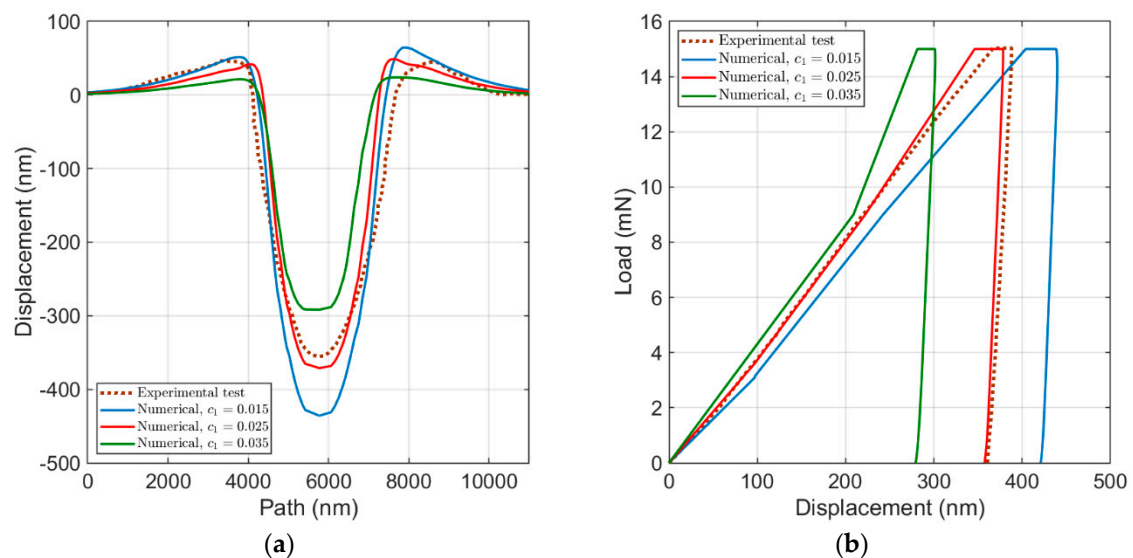 100
0
-100
-200
-300
-400
-500
Displacement (nm)
Experimental test
Numerical, c₁ = 0.015
Numerical, c₁ = 0.025
Numerical, c₁ = 0.035
0 2000 4000 6000 8000 10000
Path (nm)
(a)
16
14
12
10
8
6
4
2
0
Load (mN)
Experimental test
Numerical, c₁ = 0.015
Numerical, c₁ = 0.025
Numerical, c₁ = 0.035
0 100 200 300 400 500
Displacement (nm)
(b)